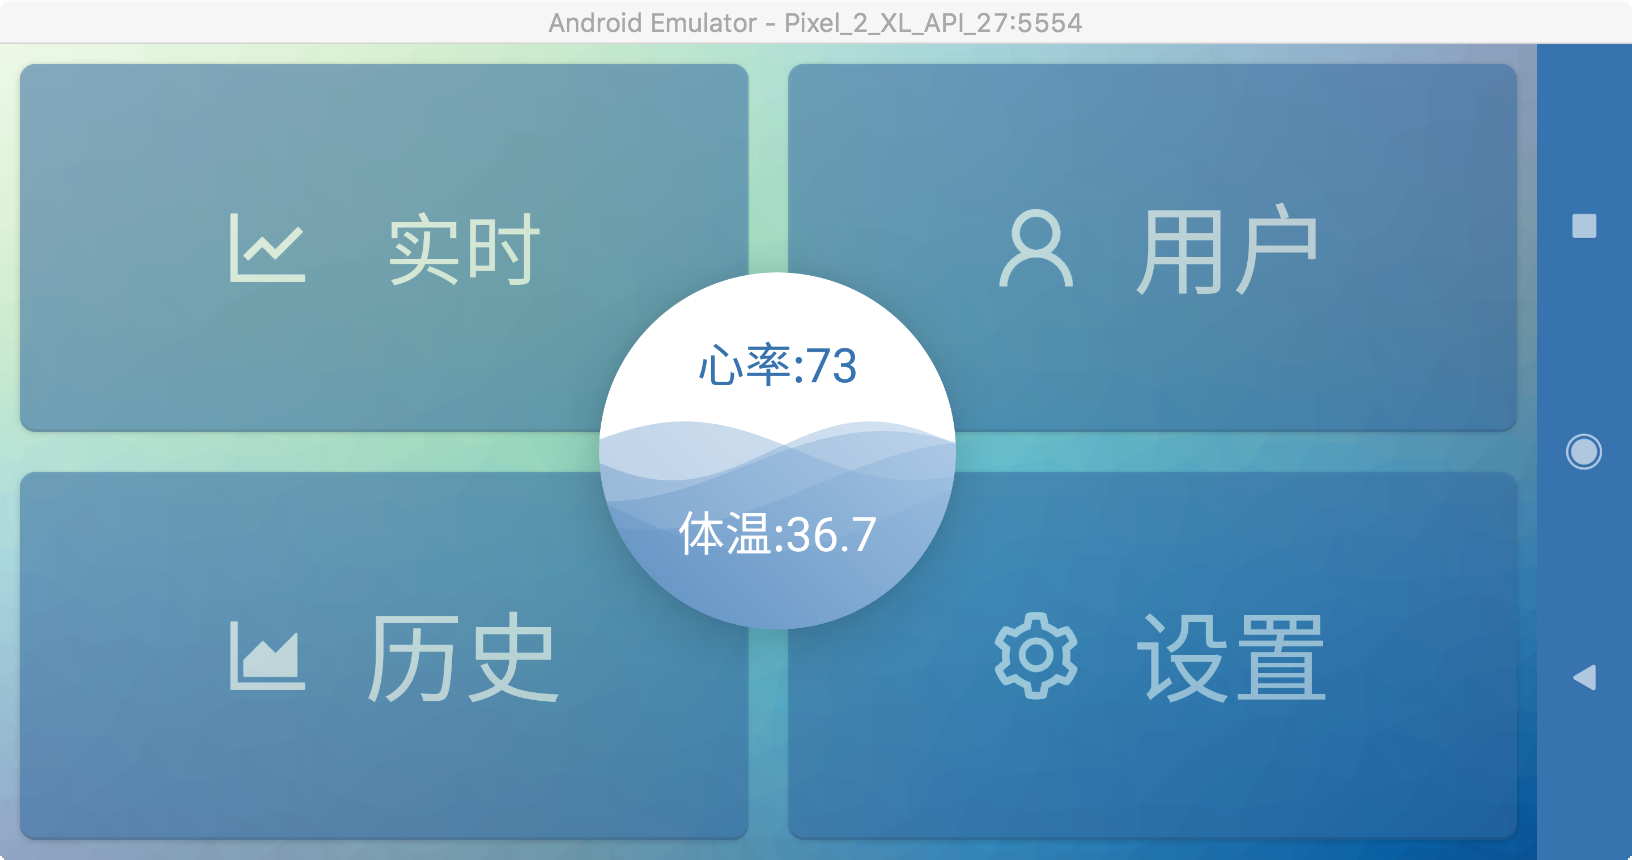 Android Emulator - Pixel_2_XL_API_27:5554
实时
用户
心率:73
体温:36.7
历史
设置